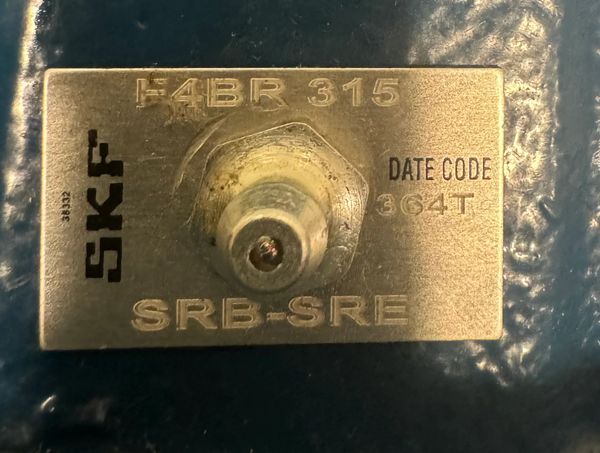 F4BR 315
DATE CODE
364T
SKF
38332
SRB-SRE